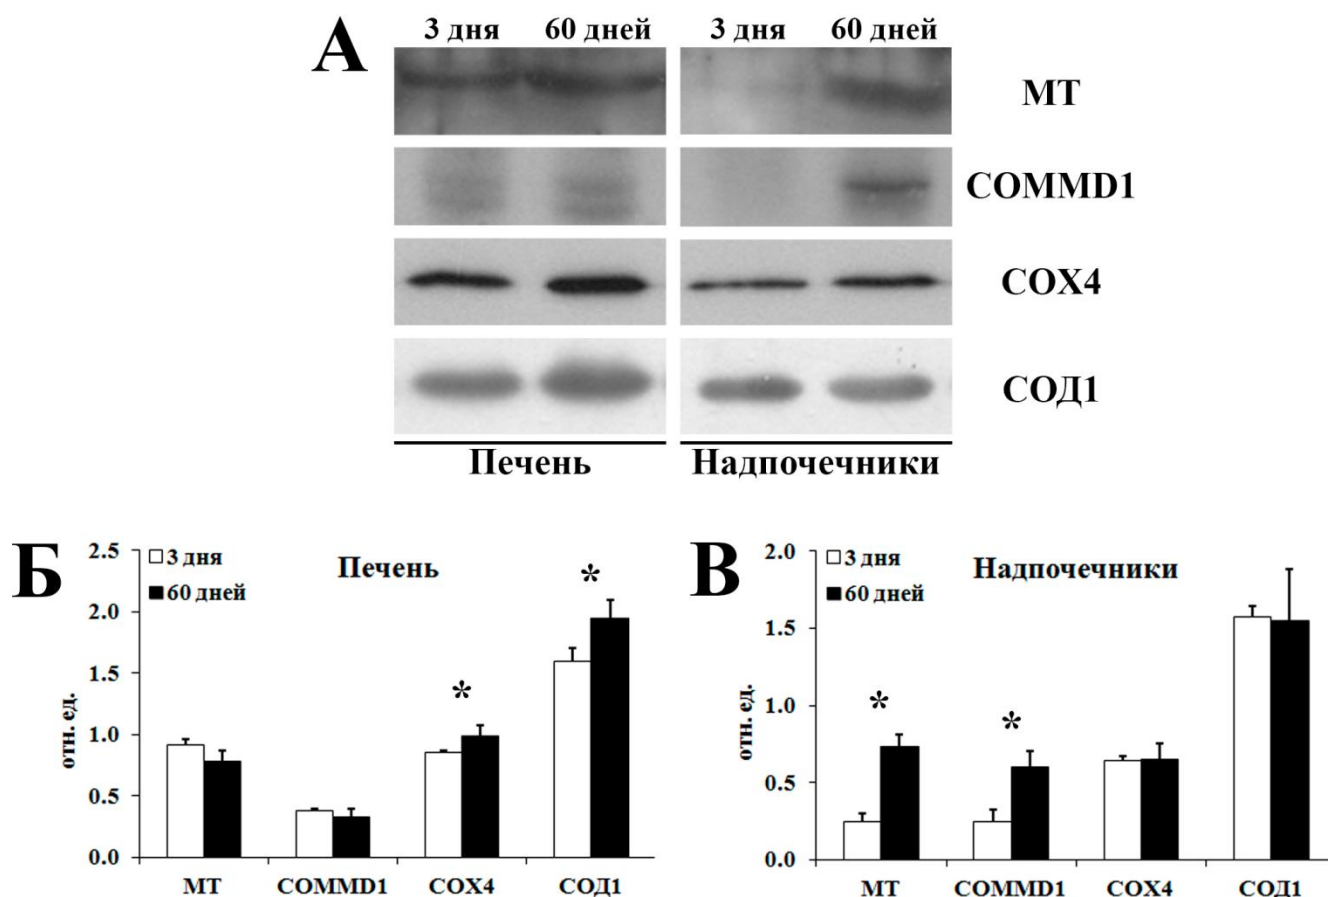 А
3 дня 60 дней 3 дня 60 дней
МТ
COMMD1
COX4
СОД1
Печень Надпочечники
Б
2.5
2.0
1.5
1.0
0.5
0.0
отн. ед.
3 дня
60 дней
Печень
*
*
МТ COMMD1 COX4 СОД1
В
2.0
1.5
1.0
0.5
0.0
отн. ед.
3 дня
60 дней
Надпочечники
*
*
МТ COMMD1 COX4 СОД1